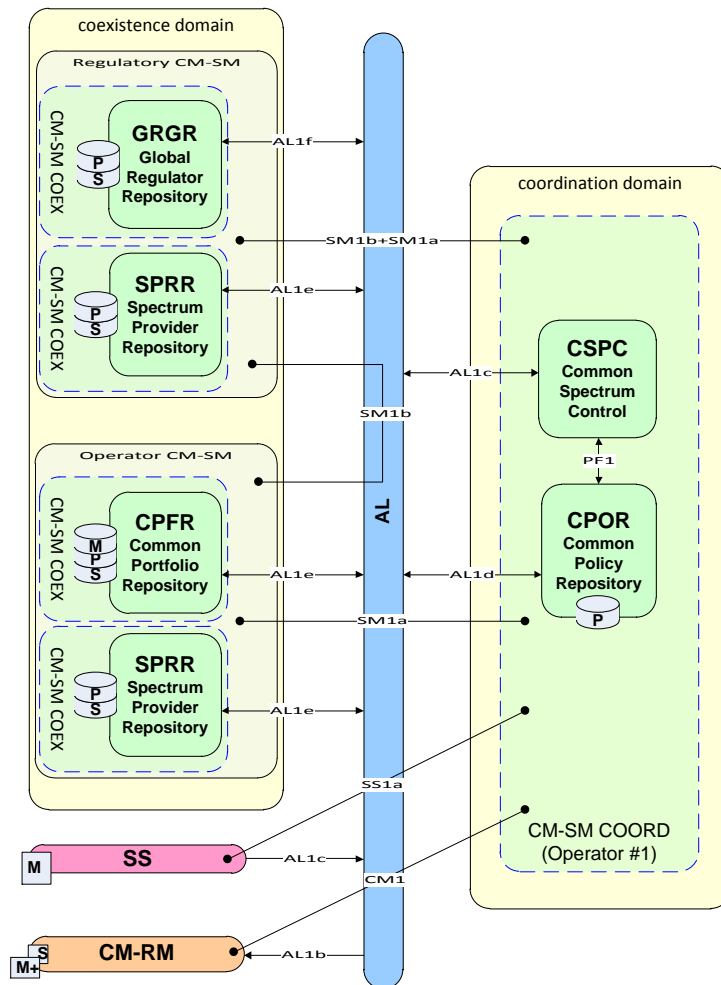 coexistence domain
Regulatory CM-SM
CM-SM COEX
P
S
GRGR
Global
Regulator
Repository
AL1f
SM1b+SM1a
CM-SM COEX
P
S
SPRR
Spectrum
Provider
Repository
AL1e
SM1b
Operator CM-SM
CM-SM COEX
M
P
S
CPFR
Common
Portfolio
Repository
AL1e
SM1a
CM-SM COEX
P
S
SPRR
Spectrum
Provider
Repository
AL1e
AL
coordination domain
CSPC
Common
Spectrum
Control
AL1c
PF1
CPOR
Common
Policy
Repository
P
AL1d
CM-SM COORD
(Operator #1)
SS1a
M
SS
AL1c
CM1
S
M+
CM-RM
AL1b